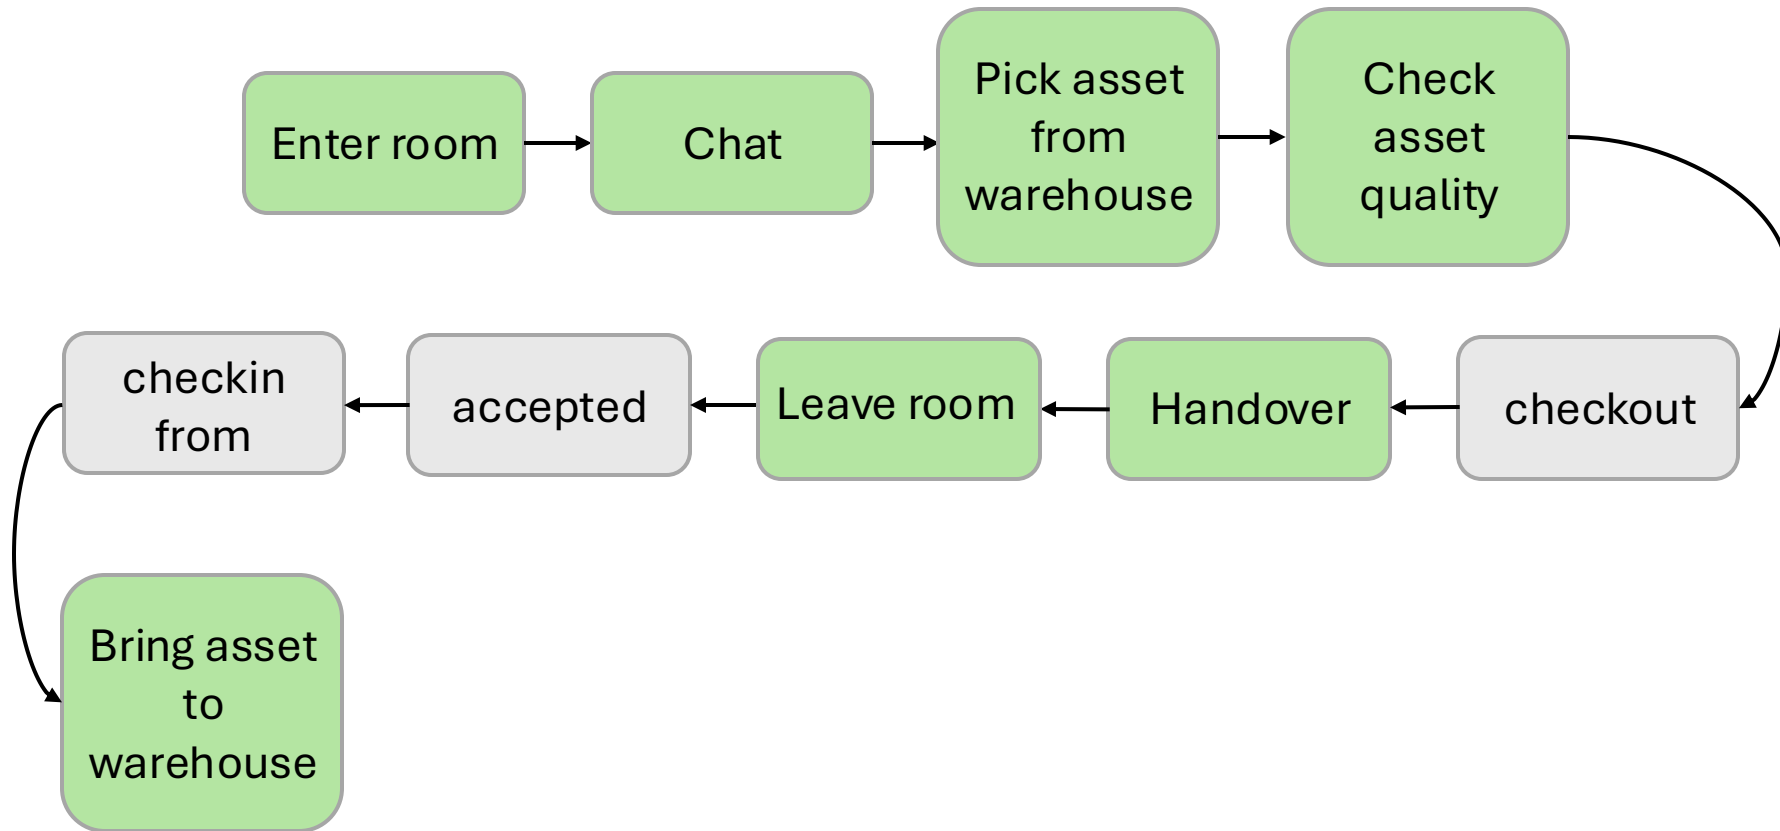 Enter room
Chat
Pick asset
from
warehouse
Check
asset
quality
checkout
Handover
Leave room
accepted
checkin
from
Bring asset
to
warehouse